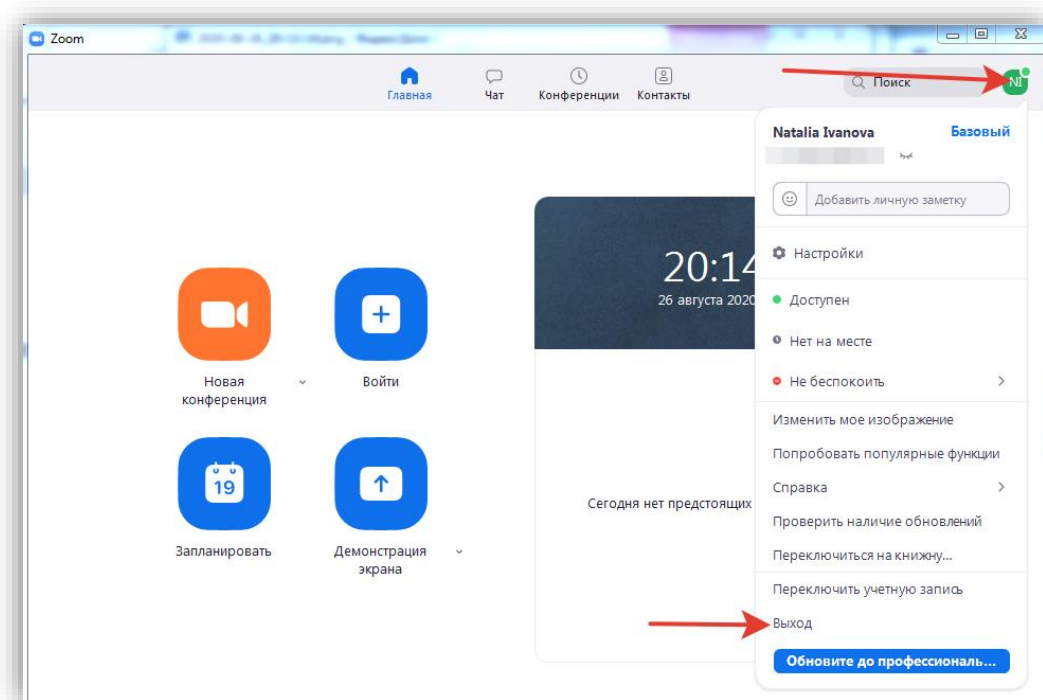 Zoom
Главная
Чат
Конференции
Контакты
Поиск
NI
Natalia Ivanova
Базовый
Добавить личную заметку
Настройки
Доступен
Нет на месте
Не беспокоить
Изменить мое изображение
Попробовать популярные функции
Справка
Проверить наличие обновлений
Переключиться на книжну...
Переключить учетную запись
Выход
Обновите до профессиональ...
20:14
26 августа 2020
Сегодня нет предстоящих
Новая
конференция
Войти
19
Запланировать
Демонстрация
экрана